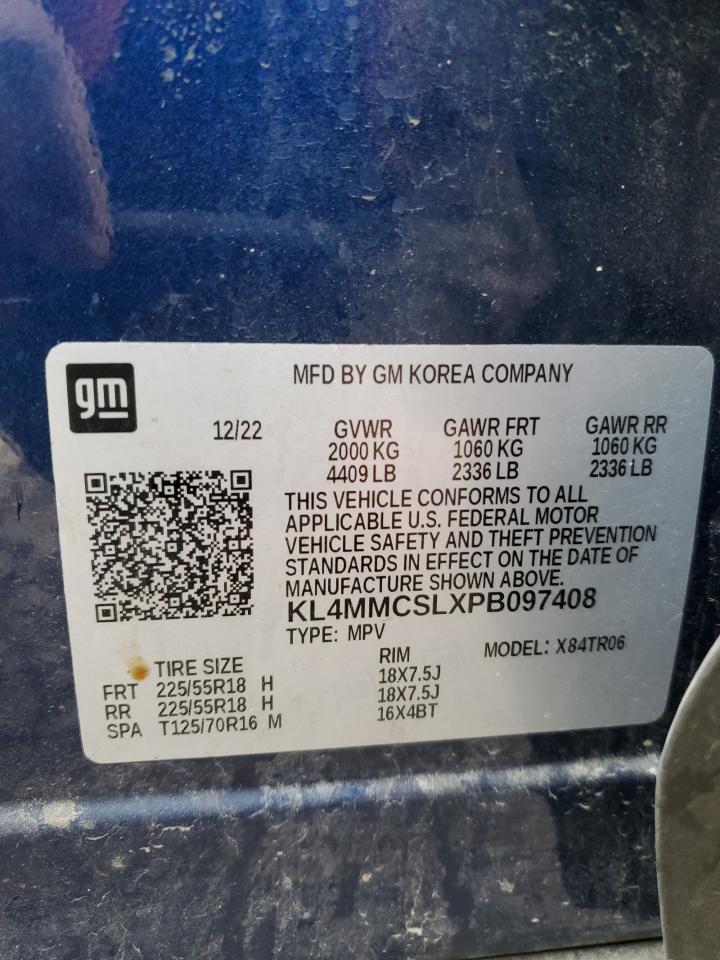 gm
MFD BY GM KOREA COMPANY
12/22 GVWR GAWR FRT GAWR RR
2000 KG 1060 KG 1060 KG
4409 LB 2336 LB 2336 LB
THIS VEHICLE CONFORMS TO ALL
APPLICABLE U.S. FEDERAL MOTOR
VEHICLE SAFETY AND THEFT PREVENTION
STANDARDS IN EFFECT ON THE DATE OF
MANUFACTURE SHOWN ABOVE.
KL4MMCSLXPB097408
TYPE: MPV MODEL: X84TR06
TIRE SIZE RIM
FRT 225/55R18 H 18X7.5J
RR 225/55R18 H 18X7.5J
SPA T125/70R16 M 16X4BT